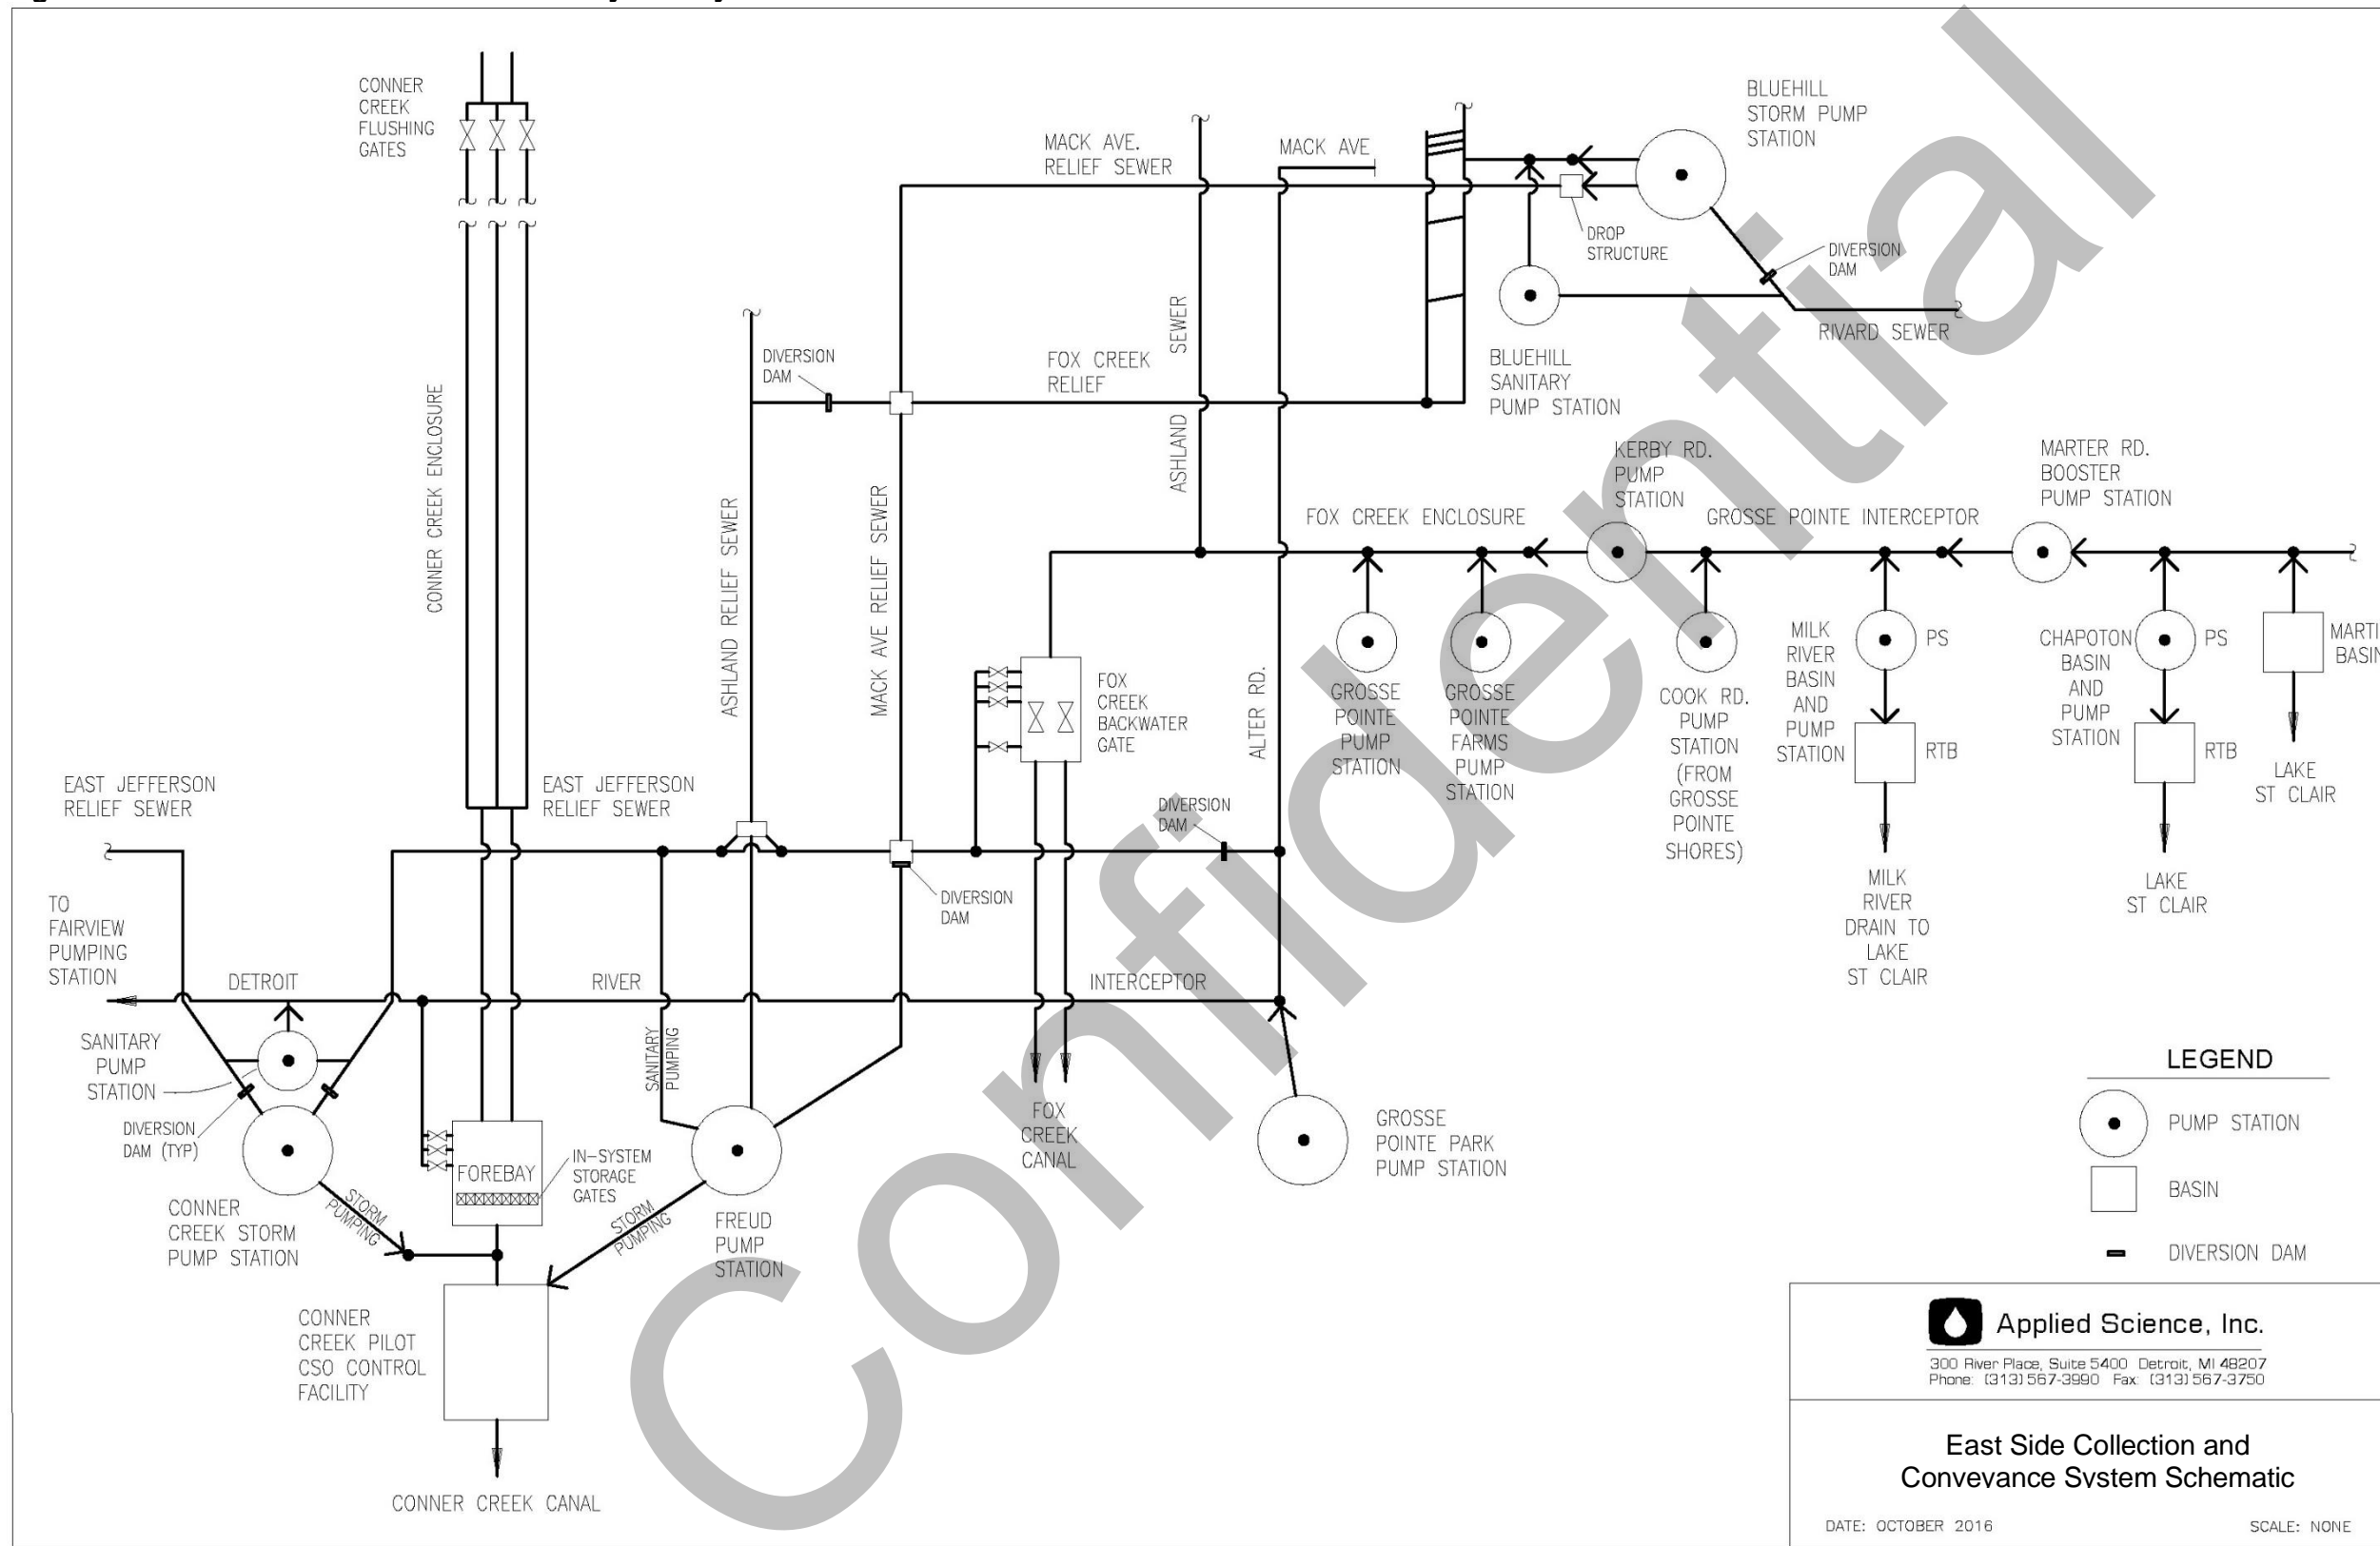 CONNER
CREEK
FLUSHING
GATES
MACK AVE.
RELIEF SEWER
MACK AVE
BLUEHILL
STORM PUMP
STATION
DROP
STRUCTURE
DIVERSION
DAM
RIVARD SEWER
BLUEHILL
SANITARY
PUMP STATION
DIVERSION
DAM
FOX CREEK
RELIEF
ASHLAND SEWER
CONNER CREEK ENCLOSURE
ASHLAND RELIEF SEWER
MACK AVE RELIEF SEWER
ALTER RD.
FOX CREEK ENCLOSURE
KERBY RD.
PUMP
STATION
GROSSE POINTE INTERCEPTOR
MARTER RD.
BOOSTER
PUMP STATION
FOX
CREEK
BACKWATER
GATE
GROSSE
POINTE
PUMP
STATION
GROSSE
POINTE
FARMS
PUMP
STATION
COOK RD.
PUMP
STATION
(FROM
GROSSE
POINTE
SHORES)
MILK
RIVER
BASIN
AND
PUMP
STATION
PS
RTB
MILK
RIVER
DRAIN TO
LAKE
ST CLAIR
CHAPOTON
BASIN
AND
PUMP
STATION
PS
RTB
LAKE
ST CLAIR
MARTI
BASIN
LAKE
ST CLAIR
EAST JEFFERSON
RELIEF SEWER
EAST JEFFERSON
RELIEF SEWER
DIVERSION
DAM
DIVERSION
DAM
TO
FAIRVIEW
PUMPING
STATION
DETROIT RIVER INTERCEPTOR
SANITARY
PUMP
STATION
DIVERSION
DAM (TYP)
SANITARY
PUMPING
CONNER
CREEK STORM
PUMP STATION
STORM
PUMPING
FOREBAY
IN-SYSTEM
STORAGE
GATES
STORM
PUMPING
FREUD
PUMP
STATION
FOX
CREEK
CANAL
GROSSE
POINTE PARK
PUMP STATION
CONNER
CREEK PILOT
CSO CONTROL
FACILITY
CONNER CREEK CANAL
LEGEND
PUMP STATION
BASIN
DIVERSION DAM
Applied Science, Inc.
300 River Place, Suite 5400 Detroit, MI 48207
Phone: (313) 567-3990 Fax: (313) 567-3750
East Side Collection and
Conveyance System Schematic
DATE: OCTOBER 2016
SCALE: NONE
Confidential